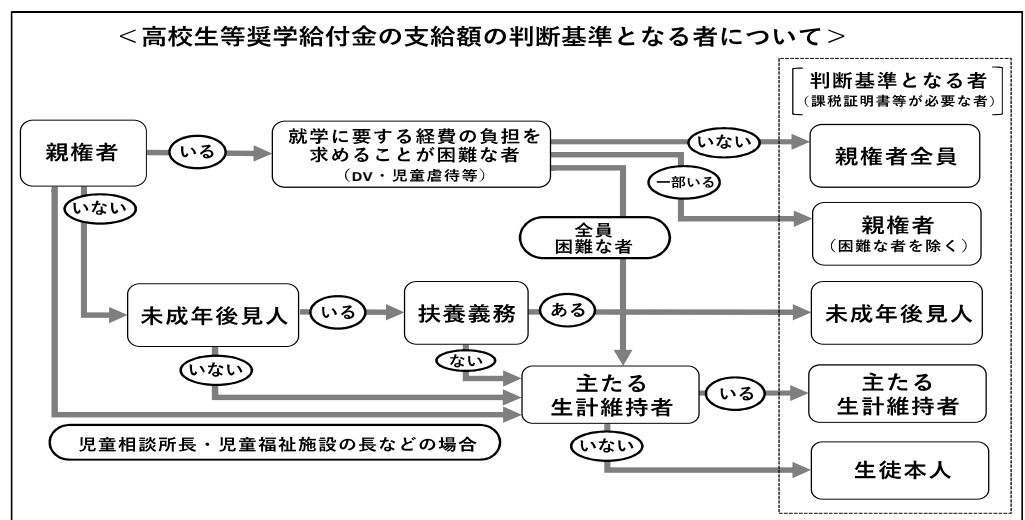 ＜高校生等奨学給付金の支給額の判断基準となる者について＞
判断基準となる者
（課税証明書等が必要な者）
親権者
いる
就学に要する経費の負担を
求めることが困難な者
（DV・児童虐待等）
いない
親権者全員
一部いる
親権者
（困難な者を除く）
いない
全員
困難な者
未成年後見人
いる
扶養義務
ある
未成年後見人
いない
ない
主たる
生計維持者
いる
主たる
生計維持者
児童相談所長・児童福祉施設の長などの場合
いない
生徒本人